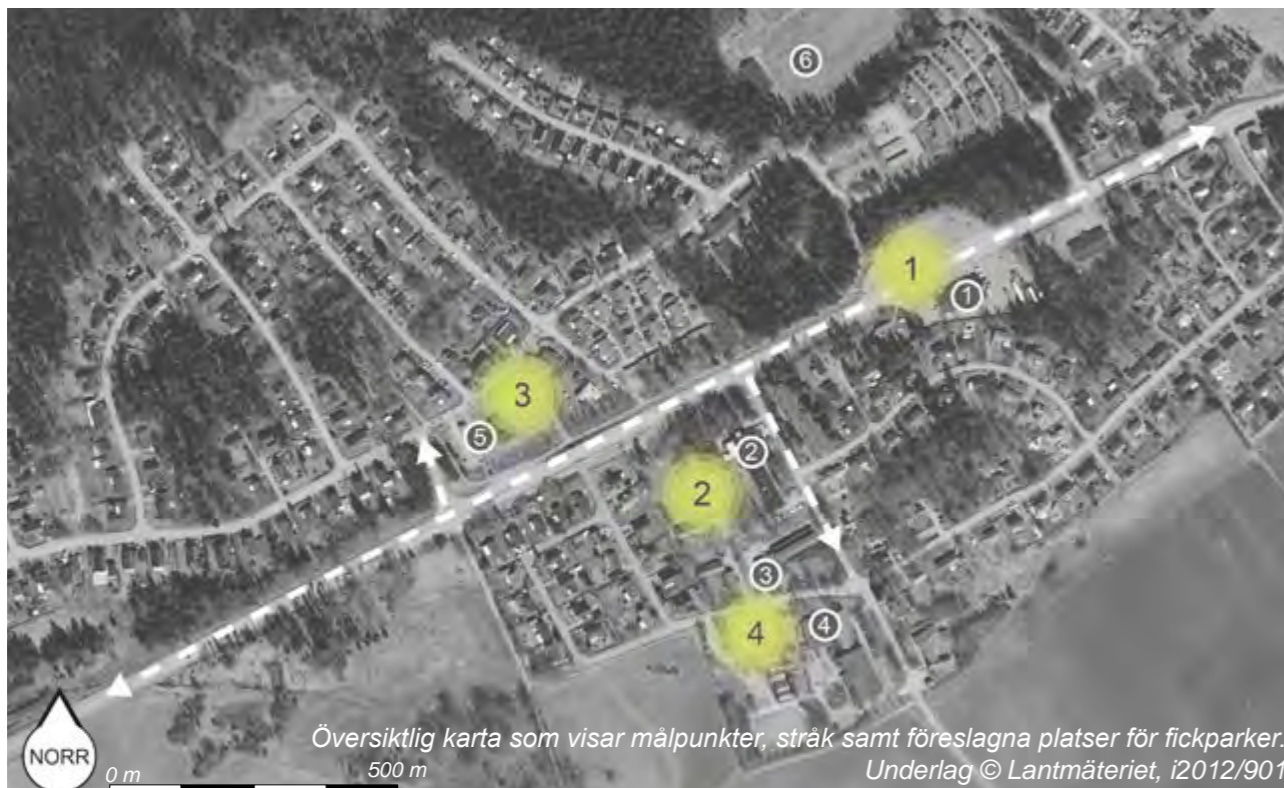 6
1
1
3
5
2
2
3
4
4
NORR
Översiktlig karta som visar målpunkter, stråk samt föreslagna platser för fickparker.
0 m
500 m
Underlag © Lantmäteriet, i2012/901